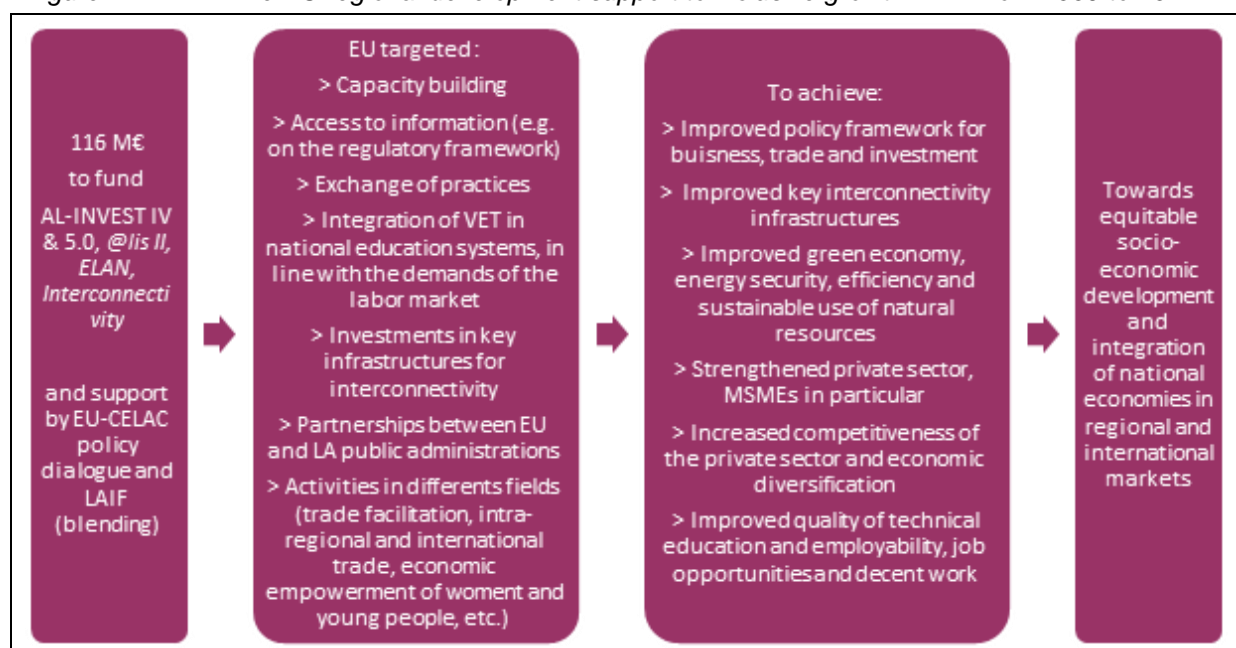 116 M€
to fund
AL-INVEST IV
& 5.0, @lis II,
ELAN,
Interconnecti
vity
and support
by EU-CELAC
policy
dialogue and
LAIF
(blending)
EU targeted :
> Capacity building
> Access to information (e.g.
on the regulatory framework)
> Exchange of practices
> Integration of VET in
national education systems, in
line with the demands of the
labor market
> Investments in key
infrastructures for
interconnectivity
> Partnerships between EU
and LA public administrations
> Activities in differents fields
(trade facilitation, intra-
regional and international
trade, economic
empowerment of women and
young people, etc.)
To achieve:
> Improved policy framework for
buisness, trade and investment
> Improved key interconnectivity
infrastructures
> Improved green economy,
energy security, efficiency and
sustainable use of natural
resources
> Strengthened private sector,
MSMEs in particular
> Increased competitiveness of
the private sector and economic
diversification
> Improved quality of technical
education and employability, job
opportunities and decent work
Towards
equitable
socio-
economic
development
and
integration
of national
economies in
regional and
international
markets